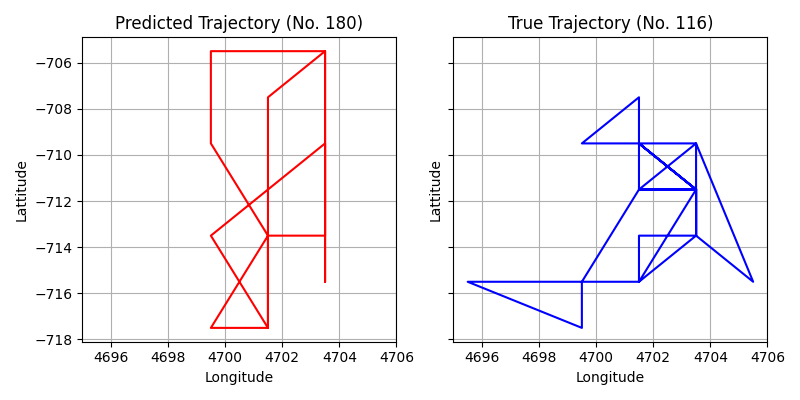 Predicted Trajectory (No. 180)
True Trajectory (No. 116)
−706
−708
−710
−712
−714
−716
−718
Lattitude
Lattitude
4696 4698 4700 4702 4704 4706
4696 4698 4700 4702 4704 4706
Longitude
Longitude